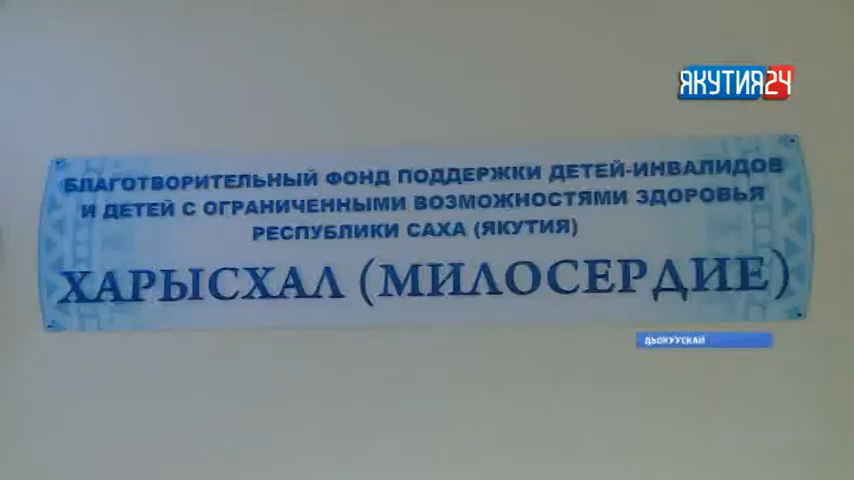 ЯКУТИЯ24
БЛАГОТВОРИТЕЛЬНЫЙ ФОНД ПОДДЕРЖКИ ДЕТЕЙ-ИНВАЛИДОВ
И ДЕТЕЙ С ОГРАНИЧЕННЫМИ ВОЗМОЖНОСТЯМИ ЗДОРОВЬЯ
РЕСПУБЛИКИ САХА (ЯКУТИЯ)
ХАРЫСХАЛ (МИЛОСЕРДИЕ)
ДЬОКУУСКАЙ